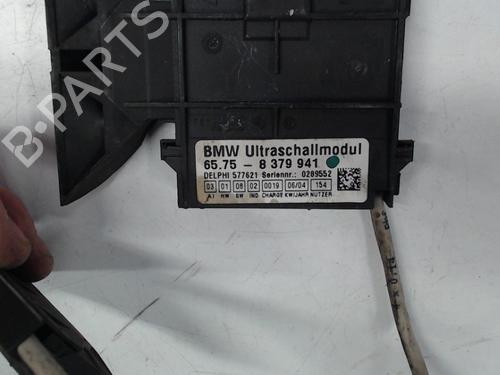 B-PARTS
BMW Ultraschallmodul
65.75 - 8 379 941
DELPHI 577621 Seriennr.: 0289552
03 01 08 02 0019 06/04 154
AI HW SW IND CHARGE KW/JAHR NUTZER